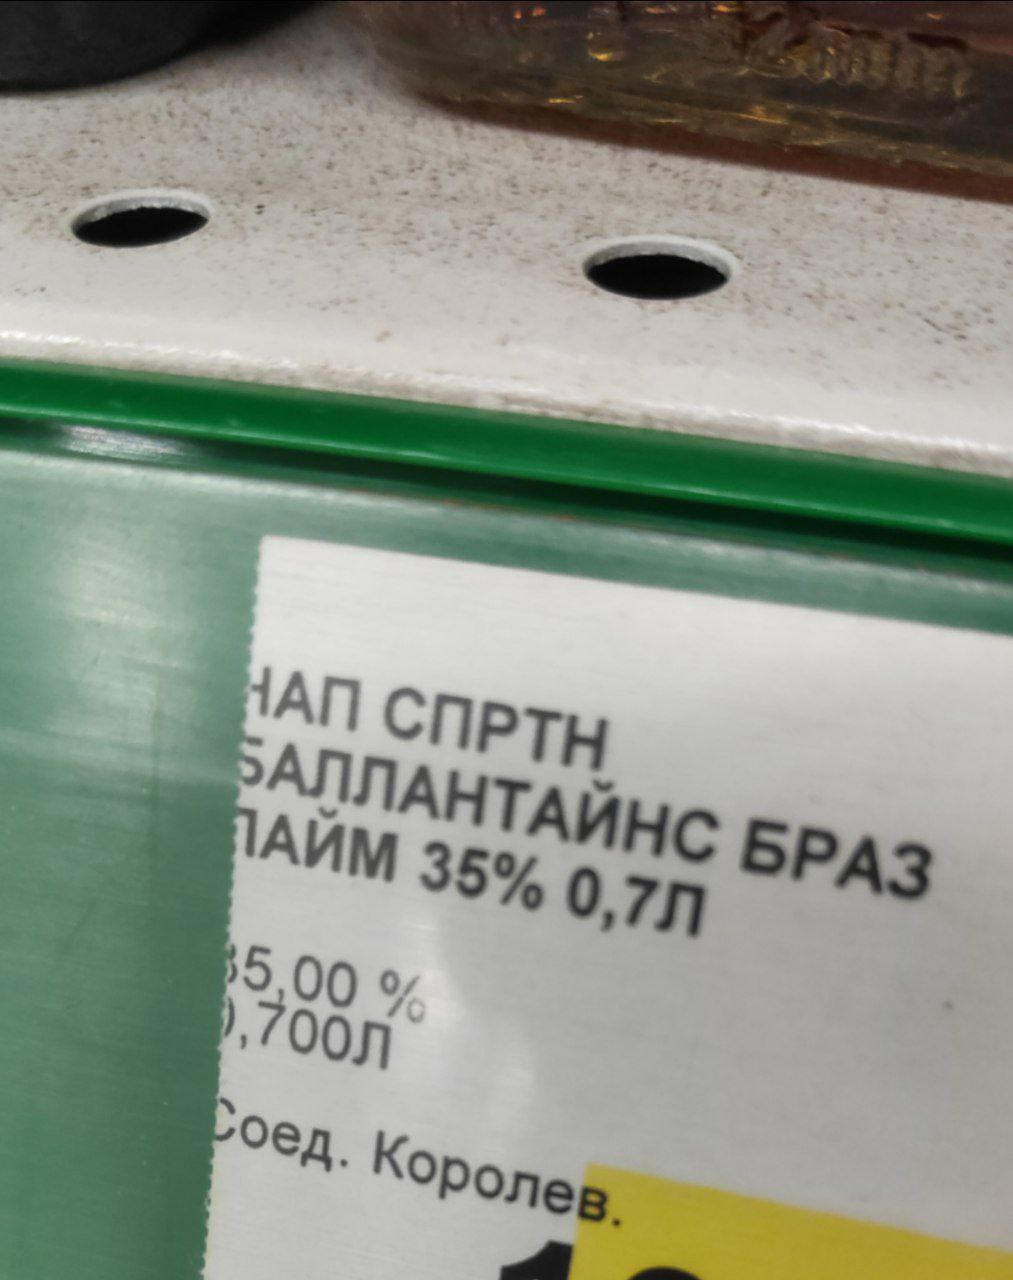 НАП СПРТН
БАЛЛАНТАЙНС БРАЗ
ЛАЙМ 35% 0,7Л
35,00 %
0,700Л
Соед. Королев.